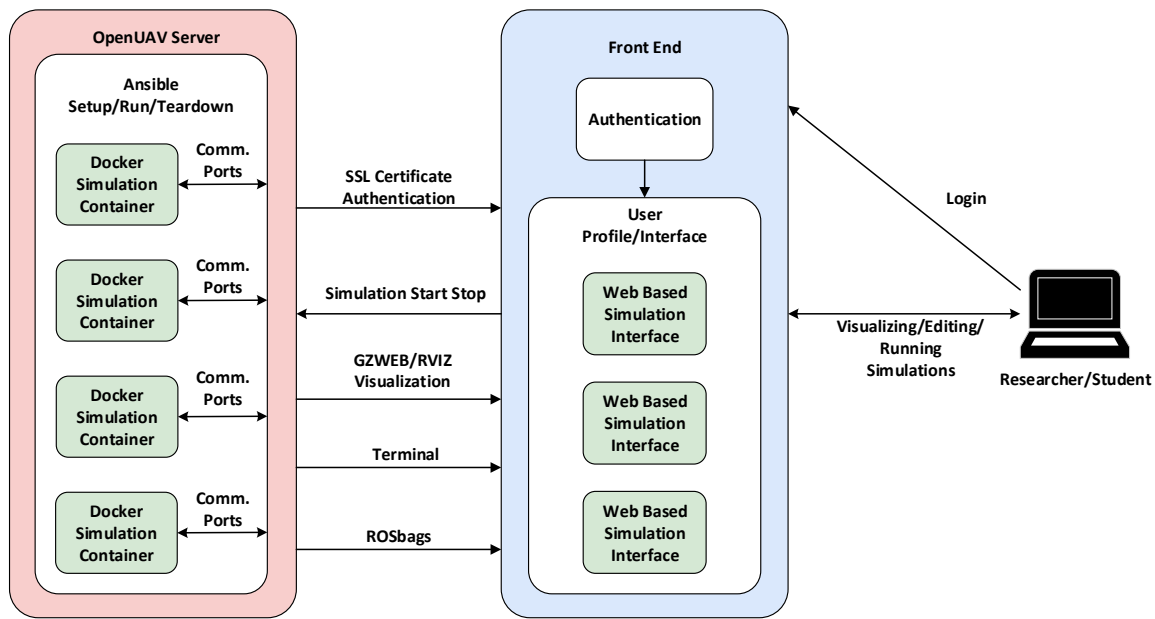 OpenUAV Server
Ansible
Setup/Run/Teardown
Docker
Simulation
Container
Comm.
Ports
Docker
Simulation
Container
Comm.
Ports
Docker
Simulation
Container
Comm.
Ports
Docker
Simulation
Container
Comm.
Ports
SSL Certificate
Authentication
Simulation Start Stop
GZWEB/RVIZ
Visualization
Terminal
ROSbags
Front End
Authentication
User
Profile/Interface
Web Based
Simulation
Interface
Web Based
Simulation
Interface
Web Based
Simulation
Interface
Login
Visualizing/Editing/
Running
Simulations
Researcher/Student